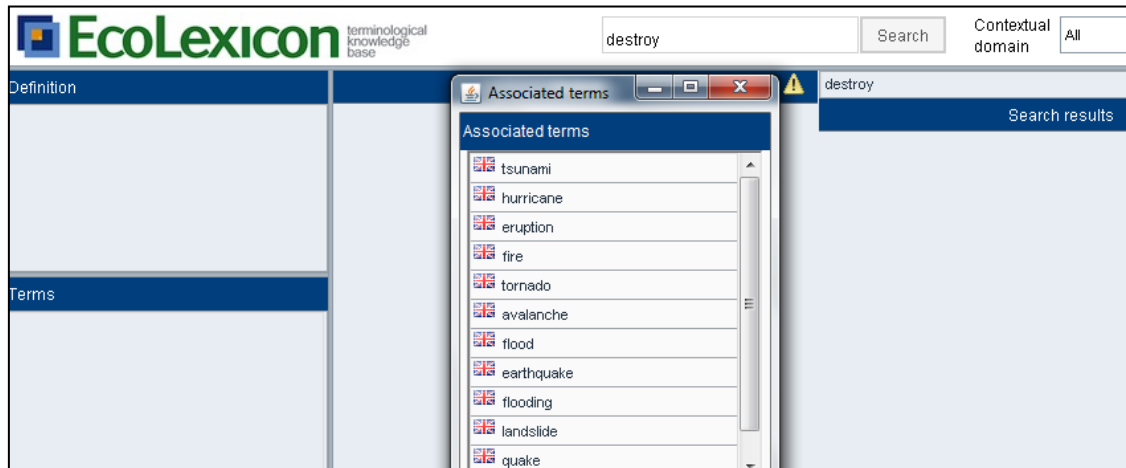 EcoLexicon terminological knowledge base
destroy
Search
Contextual domain
All
Definition
Associated terms
destroy
Search results
Associated terms
tsunami
hurricane
eruption
fire
tornado
avalanche
flood
earthquake
flooding
landslide
quake
Terms